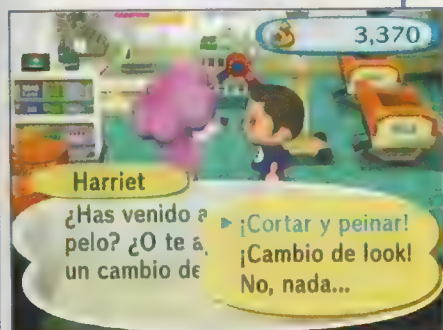 3,370
Harriet
¿Has venido a
pelo? ¿O te a
un cambio de
¡Cortar y peinar!
¡Cambio de look!
No, nada...